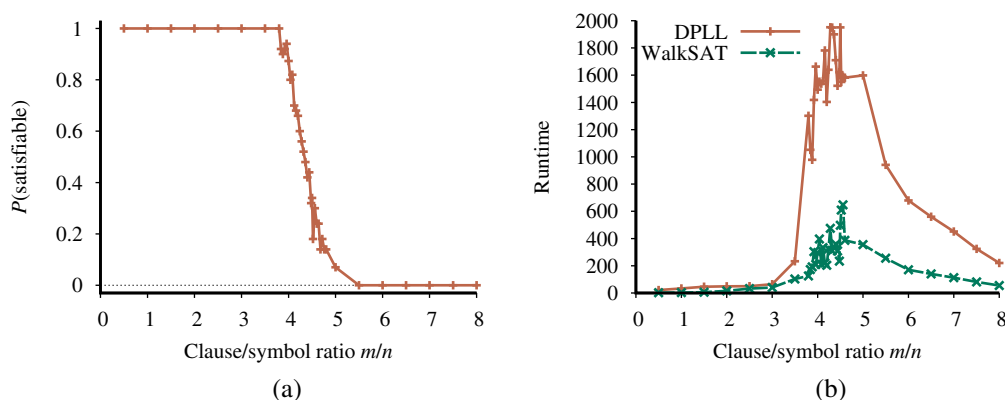 1
0.8
0.6
0.4
0.2
0
P(satisfiable)
0 1 2 3 4 5 6 7 8
Clause/symbol ratio m/n
(a)
2000
1800
1600
1400
1200
1000
800
600
400
200
0
Runtime
DPLL
WalkSAT
0 1 2 3 4 5 6 7 8
Clause/symbol ratio m/n
(b)